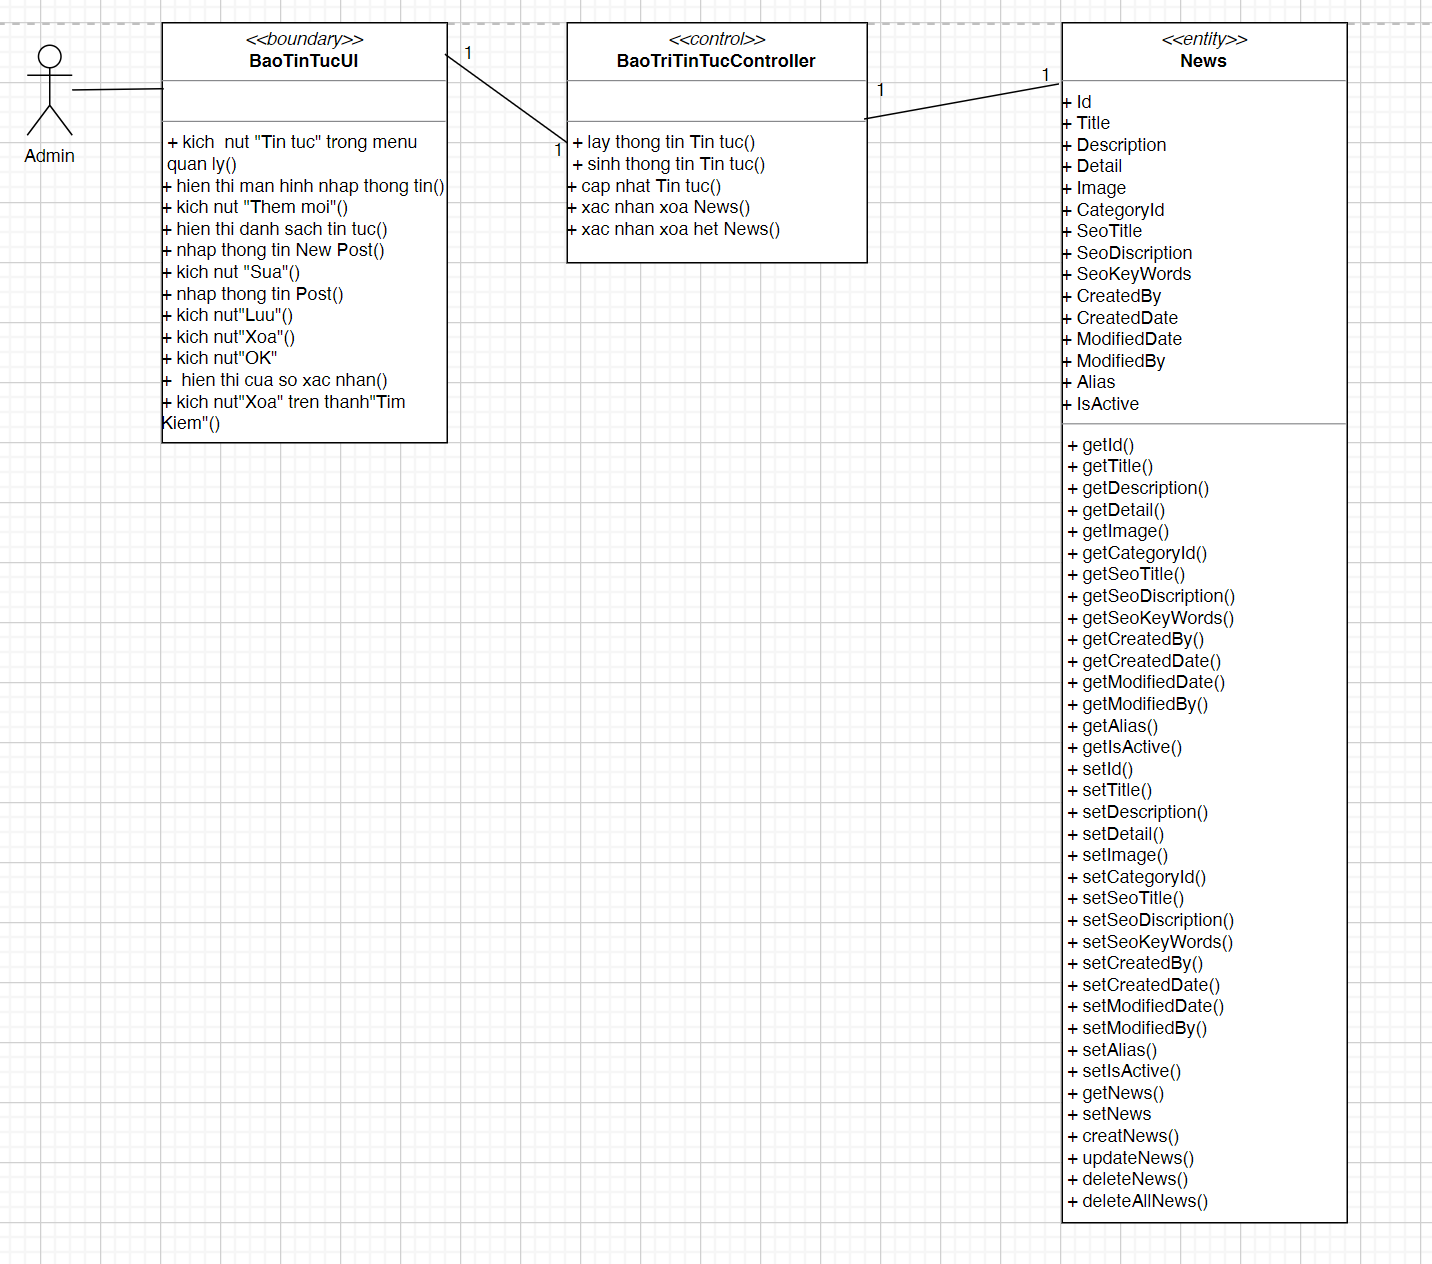 Admin
<<boundary>>
BaoTinTucUI
+ kich  nut "Tin tuc" trong menu
quan ly()
+ hien thi man hinh nhap thong tin()
+ kich nut "Them moi"()
+ hien thi danh sach tin tuc()
+ nhap thong tin New Post()
+ kich nut "Sua"()
+ nhap thong tin Post()
+ kich nut"Luu"()
+ kich nut"Xoa"()
+ kich nut"OK"
+  hien thi cua so xac nhan()
+ kich nut"Xoa" tren thanh"Tim
Kiem"()
1
1
<<control>>
BaoTriTinTucController
+ lay thong tin Tin tuc()
+ sinh thong tin Tin tuc()
+ cap nhat Tin tuc()
+ xac nhan xoa News()
+ xac nhan xoa het News()
1
1
<<entity>>
News
+ Id
+ Title
+ Description
+ Detail
+ Image
+ CategoryId
+ SeoTitle
+ SeoDiscription
+ SeoKeyWords
+ CreatedBy
+ CreatedDate
+ ModifiedDate
+ ModifiedBy
+ Alias
+ IsActive
+ getId()
+ getTitle()
+ getDescription()
+ getDetail()
+ getImage()
+ getCategoryId()
+ getSeoTitle()
+ getSeoDiscription()
+ getSeoKeyWords()
+ getCreatedBy()
+ getCreatedDate()
+ getModifiedDate()
+ getModifiedBy()
+ getAlias()
+ getIsActive()
+ setId()
+ setTitle()
+ setDescription()
+ setDetail()
+ setImage()
+ setCategoryId()
+ setSeoTitle()
+ setSeoDiscription()
+ setSeoKeyWords()
+ setCreatedBy()
+ setCreatedDate()
+ setModifiedDate()
+ setModifiedBy()
+ setAlias()
+ setIsActive()
+ getNews()
+ setNews
+ creatNews()
+ updateNews()
+ deleteNews()
+ deleteAllNews()